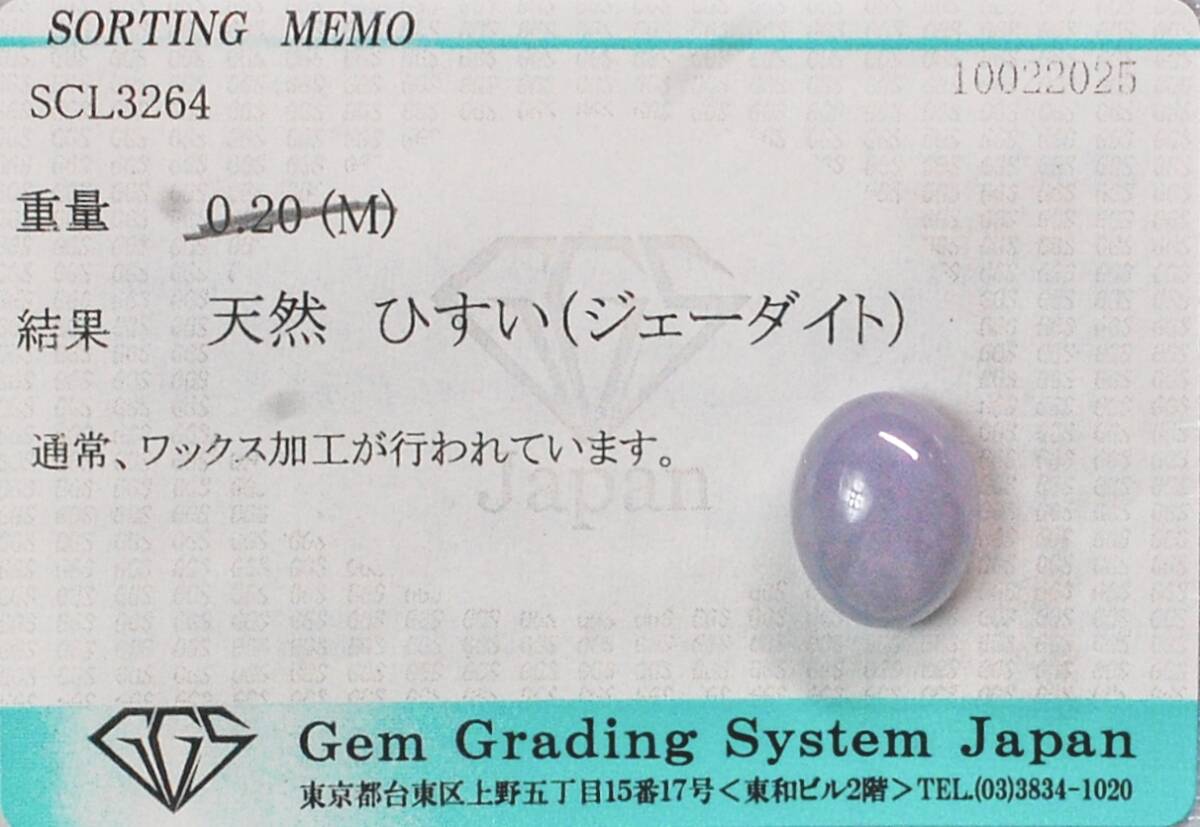 SORTING MEMO
SCL3264
10022025
重量 0.20 (M)
結果 天然 ひすい(ジェーダイト)
通常、ワックス加工が行われています。
Japan
GGS
Gem Grading System Japan
東京都台東区上野五丁目15番17号<東和ビル2階>TEL.(03)3834-1020